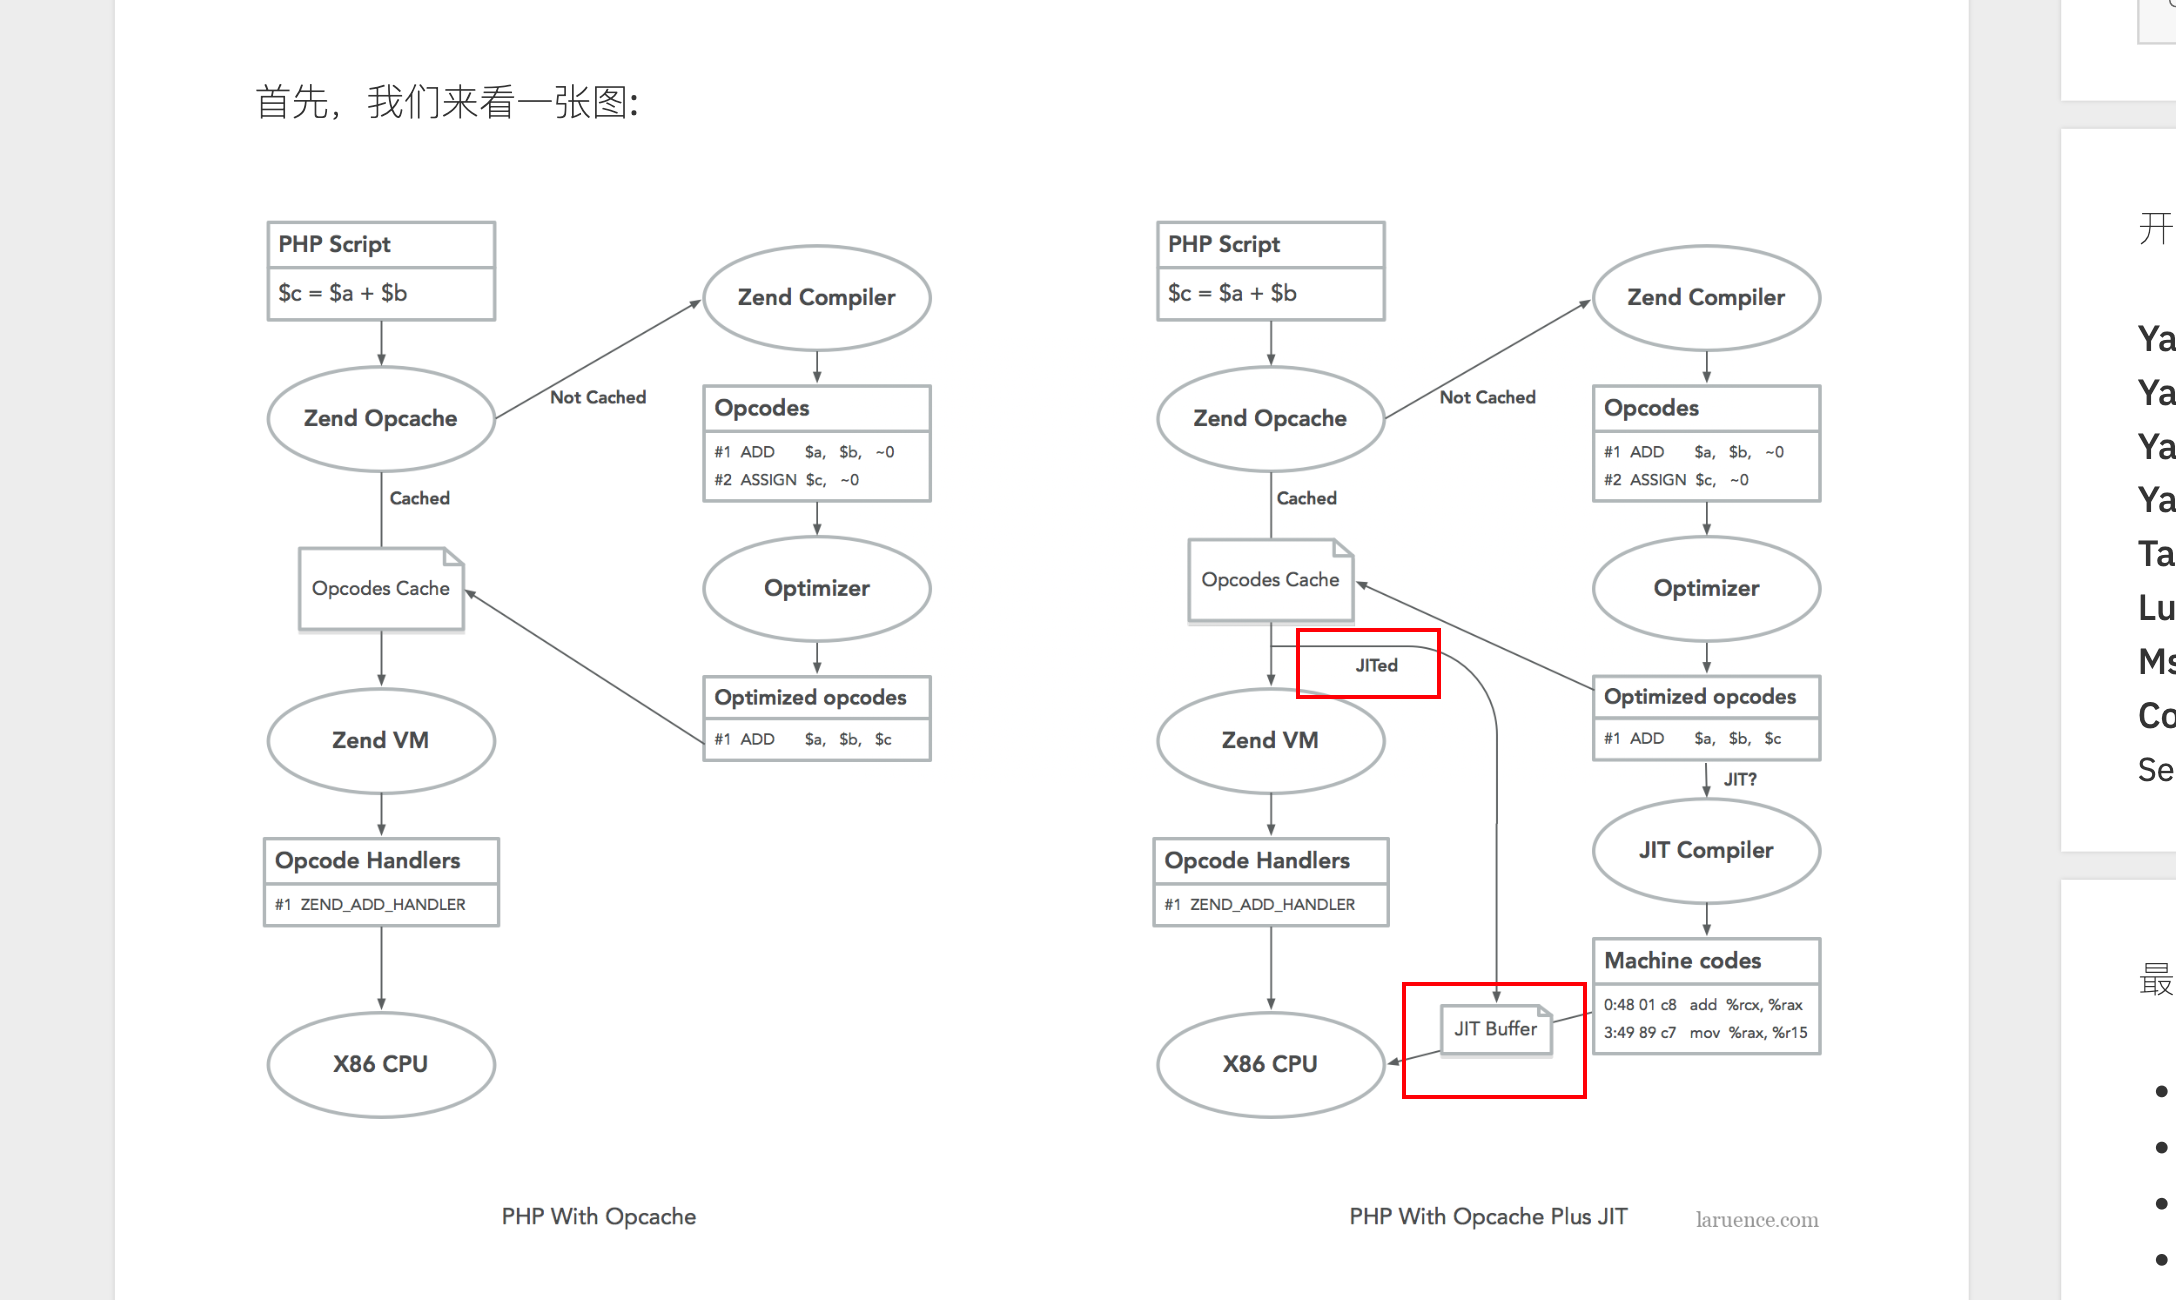 首先，我们来看一张图:
PHP Script
$c = $a + $b
Zend Compiler
Zend Opcache
Not Cached
Opcodes
#1 ADD $a, $b, ~0
#2 ASSIGN $c, ~0
Cached
Opcodes Cache
Optimizer
Optimized opcodes
#1 ADD $a, $b, $c
Zend VM
Opcode Handlers
#1 ZEND_ADD_HANDLER
X86 CPU
PHP With Opcache
PHP Script
$c = $a + $b
Zend Compiler
Zend Opcache
Not Cached
Opcodes
#1 ADD $a, $b, ~0
#2 ASSIGN $c, ~0
Cached
Opcodes Cache
Optimizer
JITed
Optimized opcodes
#1 ADD $a, $b, $c
Zend VM
JIT?
JIT Compiler
Opcode Handlers
#1 ZEND_ADD_HANDLER
Machine codes
0:48 01 c8 add %rcx, %rax
3:49 89 c7 mov %rax, %r15
JIT Buffer
X86 CPU
PHP With Opcache Plus JIT
laruence.com
开
Ya
Ya
Ya
Ya
Ta
Lu
Ms
Co
Se
最